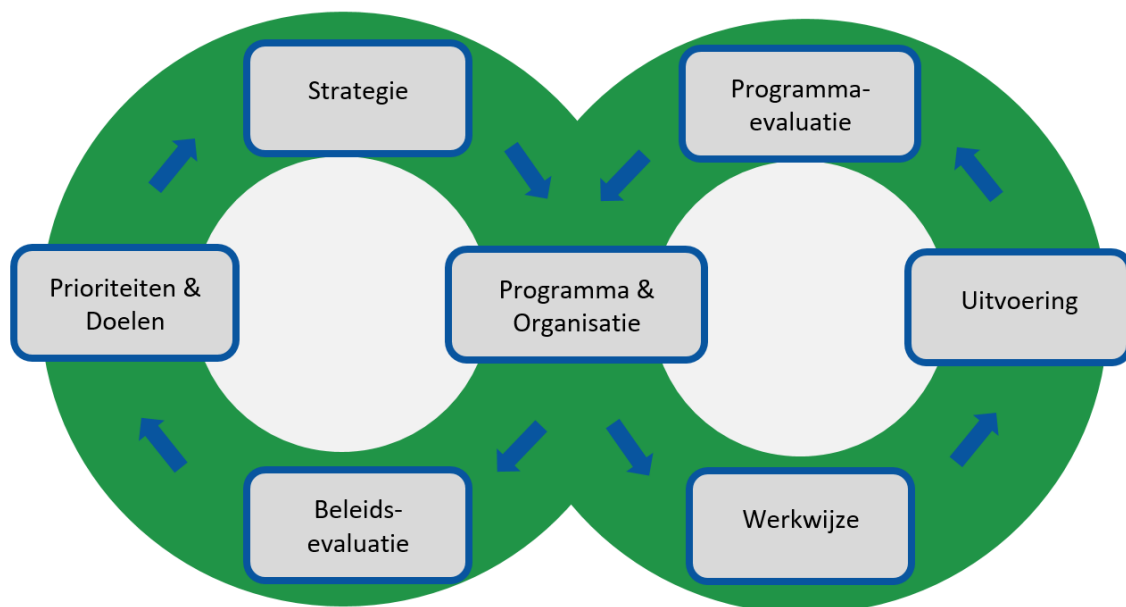 Strategie
Programma-
evaluatie
Prioriteiten &
Doelen
Programma &
Organisatie
Uitvoering
Beleids-
evaluatie
Werkwijze